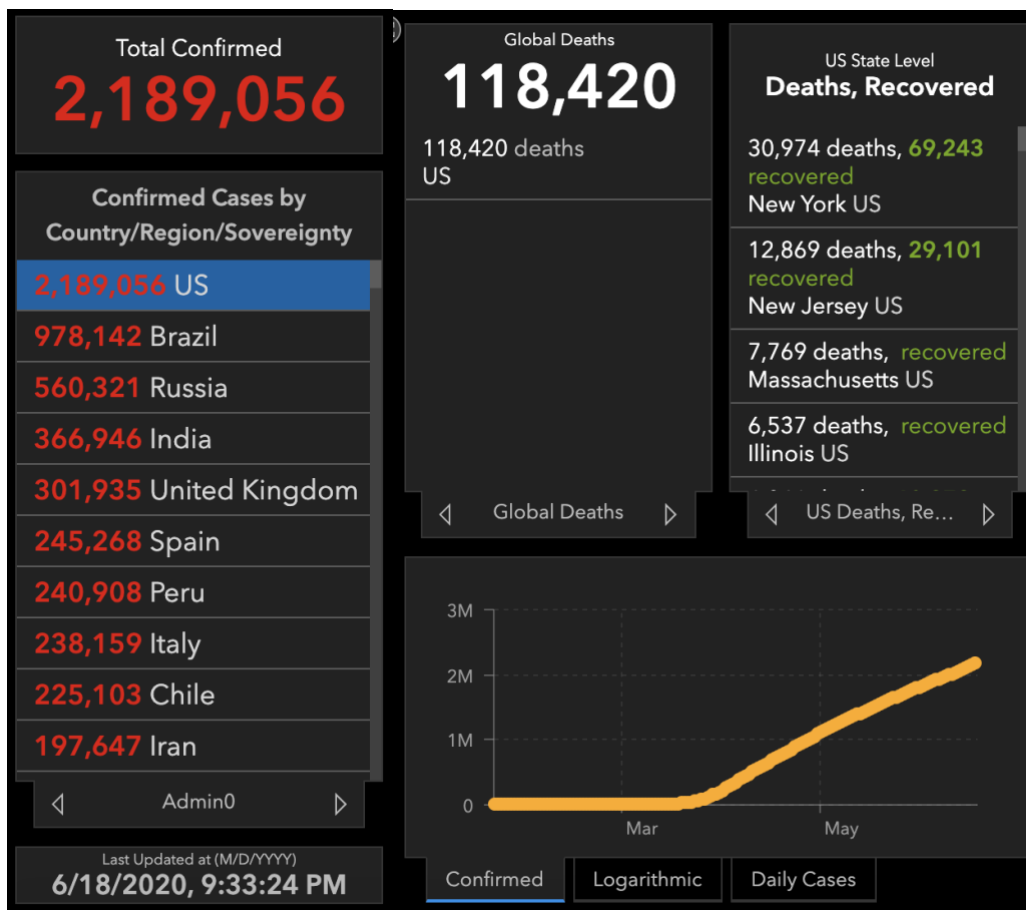 Total Confirmed
2,189,056
Confirmed Cases by
Country/Region/Sovereignty
2,189,056 US
978,142 Brazil
560,321 Russia
366,946 India
301,935 United Kingdom
245,268 Spain
240,908 Peru
238,159 Italy
225,103 Chile
197,647 Iran
Admin0
Last Updated at (M/D/YYYY)
6/18/2020, 9:33:24 PM
Global Deaths
118,420
118,420 deaths
US
Global Deaths
US State Level
Deaths, Recovered
30,974 deaths, 69,243
recovered
New York US
12,869 deaths, 29,101
recovered
New Jersey US
7,769 deaths, recovered
Massachusetts US
6,537 deaths, recovered
Illinois US
US Deaths, Re...
3M
2M
1M
0
Mar May
Confirmed Logarithmic Daily Cases